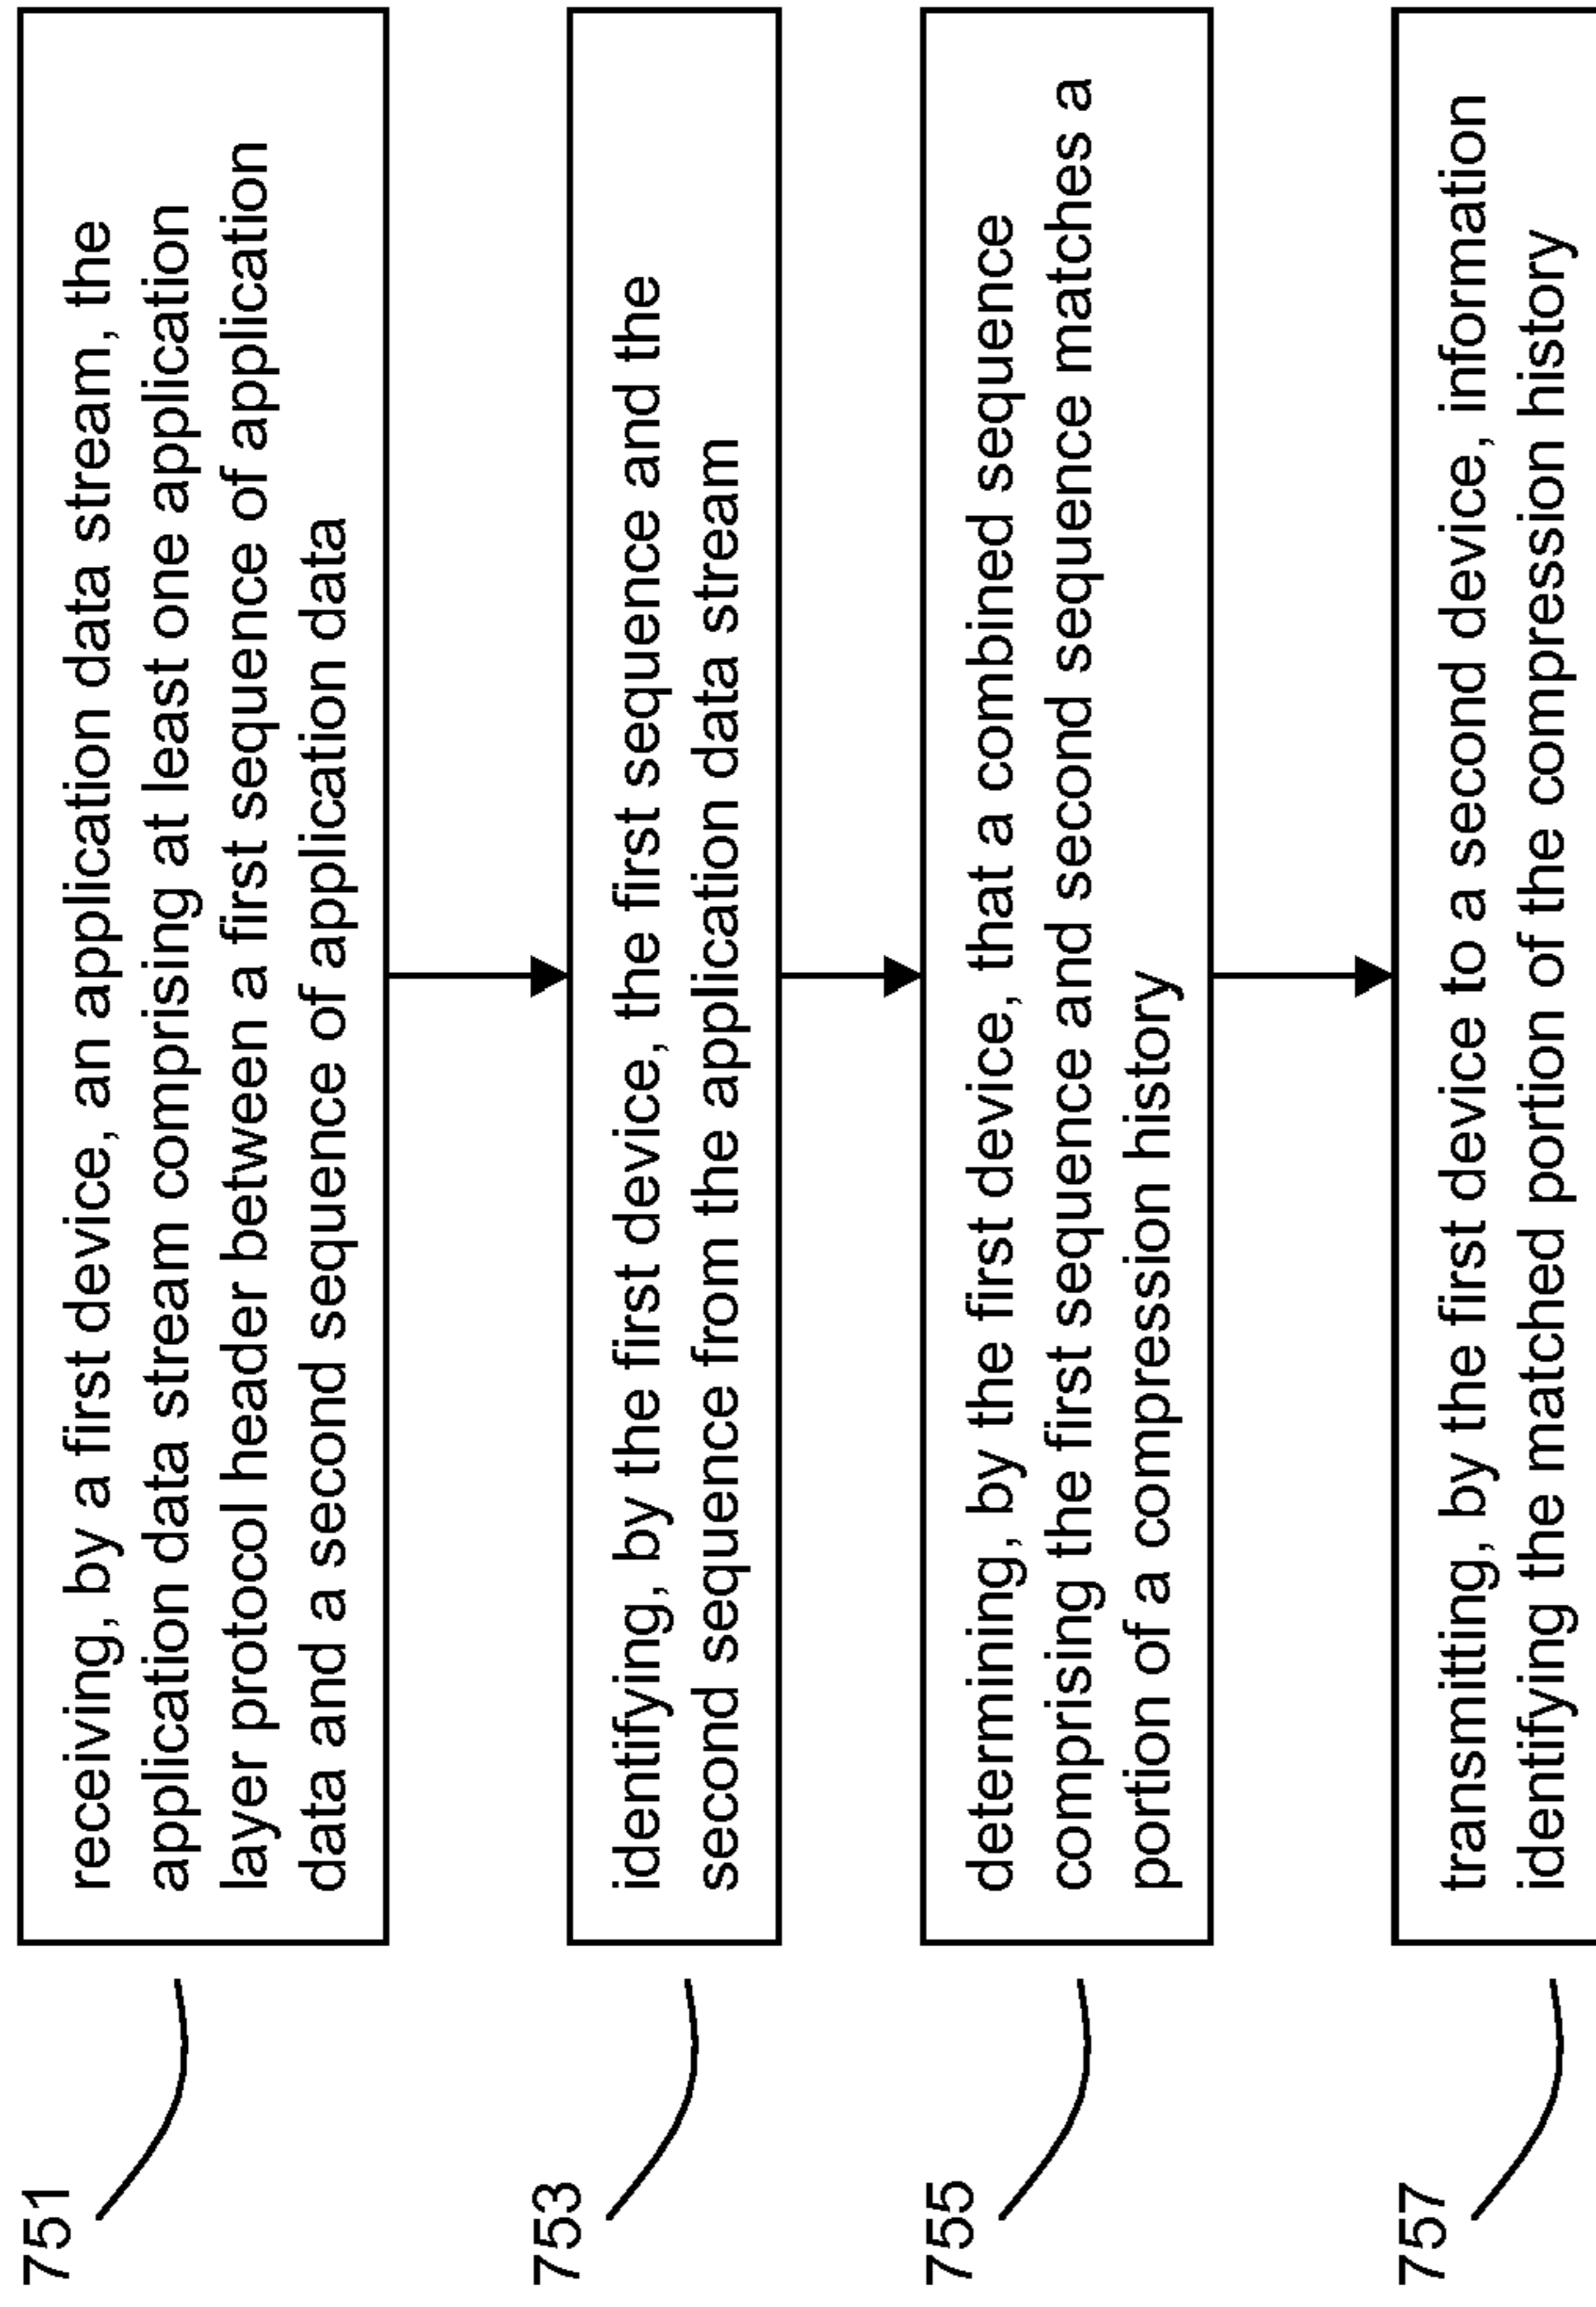 751
receiving, by a first device, an application data stream, the
application data stream comprising at least one application
layer protocol header between a first sequence of application
data and a second sequence of application data
753
identifying, by the first device, the first sequence and the
second sequence from the application data stream
755
determining, by the first device, that a combined sequence
comprising the first sequence and second sequence matches a
portion of a compression history
757
transmitting, by the first device to a second device, information
identifying the matched portion of the compression history